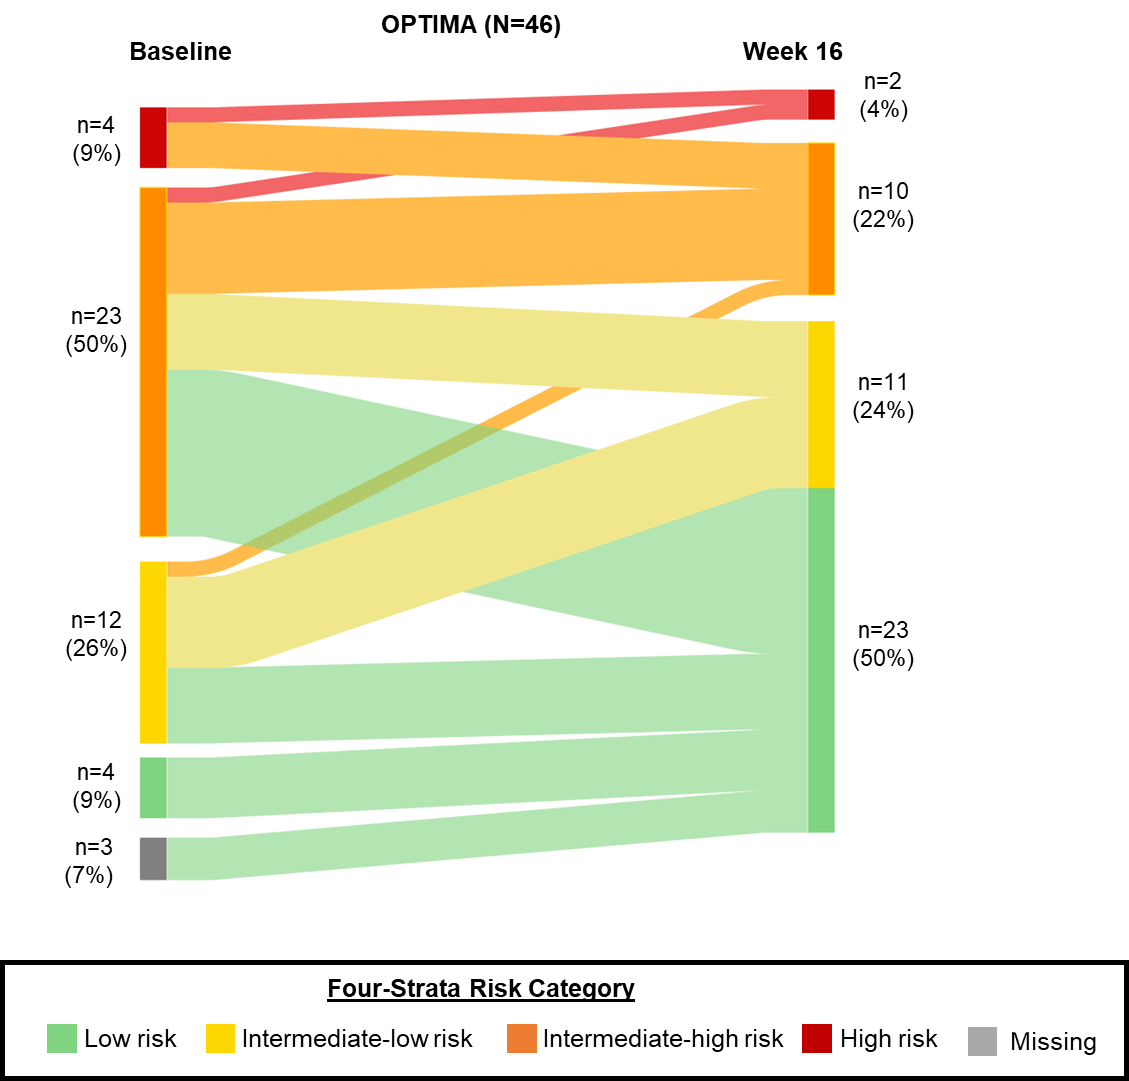 OPTIMA (N=46)
Baseline
Week 16
n=4
(9%)
n=23
(50%)
n=12
(26%)
n=4
(9%)
n=3
(7%)
n=2
(4%)
n=10
(22%)
n=11
(24%)
n=23
(50%)
Four-Strata Risk Category
Low risk
Intermediate-low risk
Intermediate-high risk
High risk
Missing